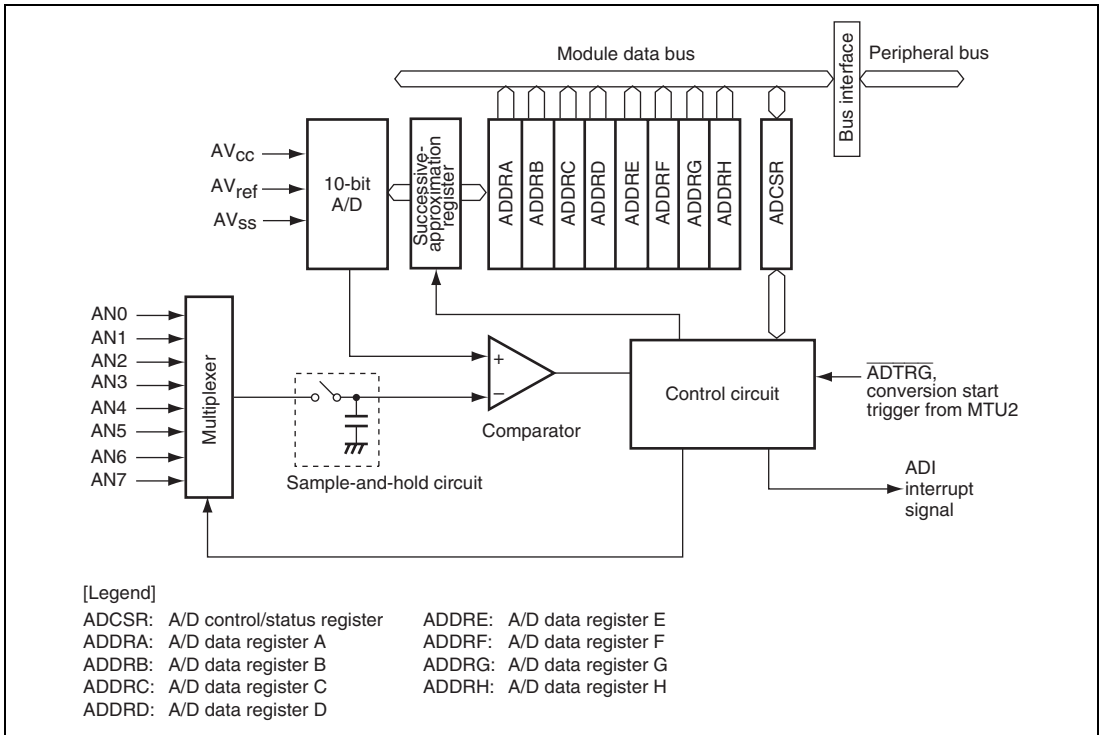 Module data bus
Bus interface
Peripheral bus
AVcc
AVref
AVss
10-bit
A/D
Successive-
approximation
register
ADDRA
ADDRB
ADDRC
ADDRD
ADDRE
ADDRF
ADDRG
ADDRH
ADCSR
AN0
AN1
AN2
AN3
AN4
AN5
AN6
AN7
Multiplexer
Sample-and-hold circuit
+
−
Comparator
Control circuit
ADTRG,
conversion start
trigger from MTU2
ADI
interrupt
signal
[Legend]
ADCSR: A/D control/status register
ADDRA: A/D data register A
ADDRB: A/D data register B
ADDRC: A/D data register C
ADDRD: A/D data register D
ADDRE: A/D data register E
ADDRF: A/D data register F
ADDRG: A/D data register G
ADDRH: A/D data register H